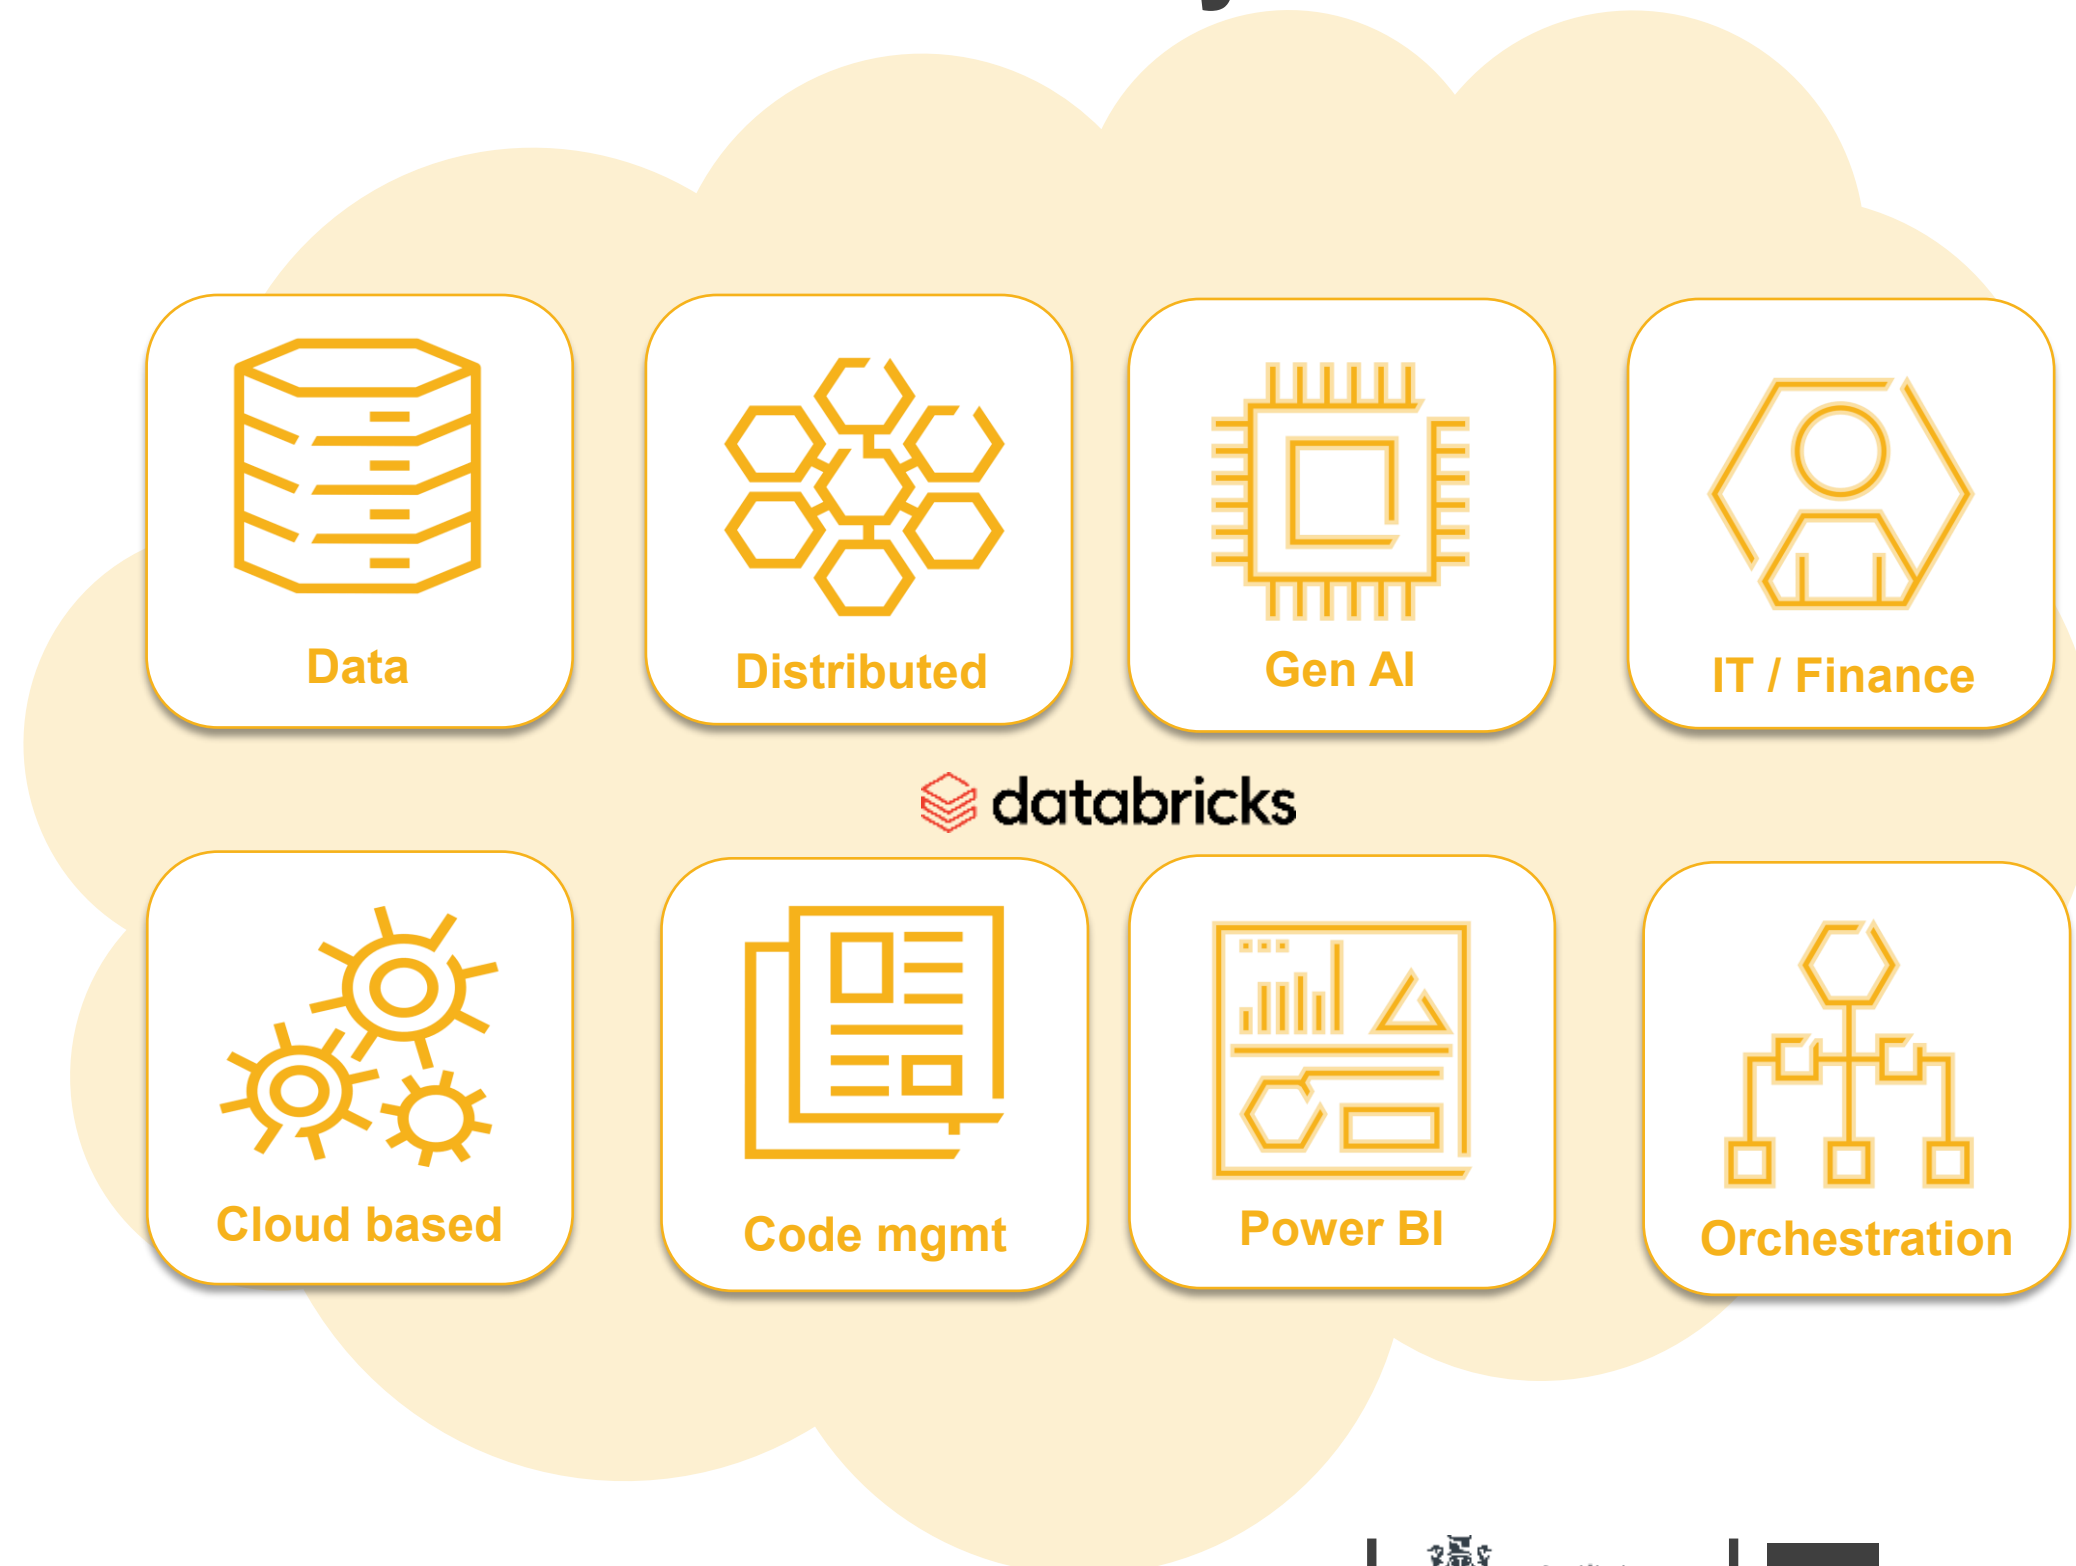 Data
Distributed
Gen AI
IT / Finance
databricks
Cloud based
Code mgmt
Power BI
Orchestration